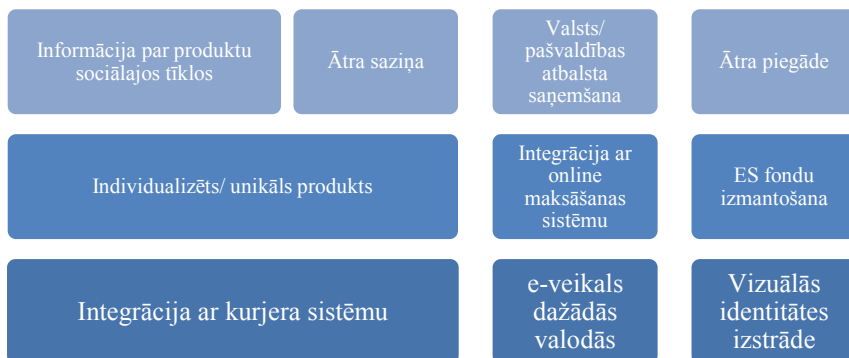 Informācija par produktu
sociālajos tīklos
Ātra saziņa
Valsts/
pašvaldības
atbalsta
saņemšana
Ātra piegāde
Individualizēts/ unikāls produkts
Integrācija ar
online
maksāšanas
sistēmu
ES fondu
izmantošana
Integrācija ar kurjera sistēmu
e-veikals
dažādās
valodās
Vizuālās
identitātes
izstrāde